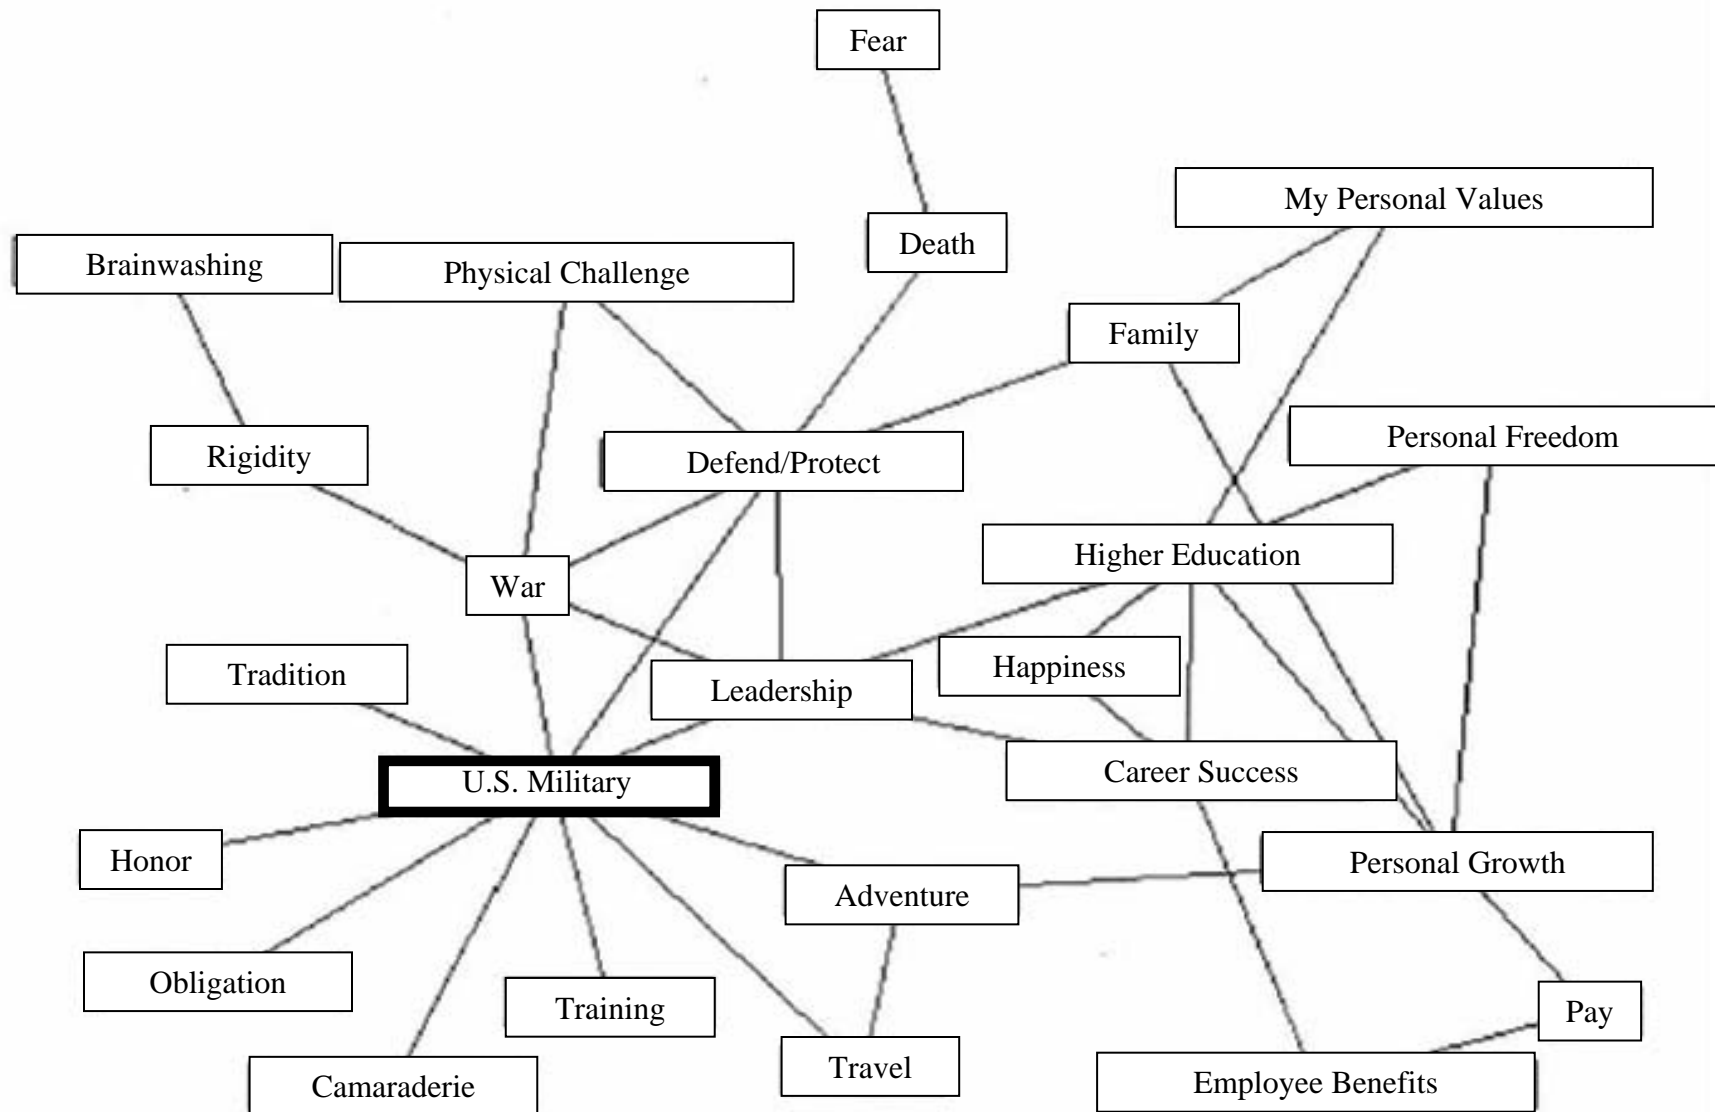 Fear
My Personal Values
Death
Brainwashing
Physical Challenge
Family
Personal Freedom
Rigidity
Defend/Protect
Higher Education
War
Tradition
Leadership
Happiness
U.S. Military
Career Success
Honor
Adventure
Personal Growth
Obligation
Training
Pay
Travel
Camaraderie
Employee Benefits